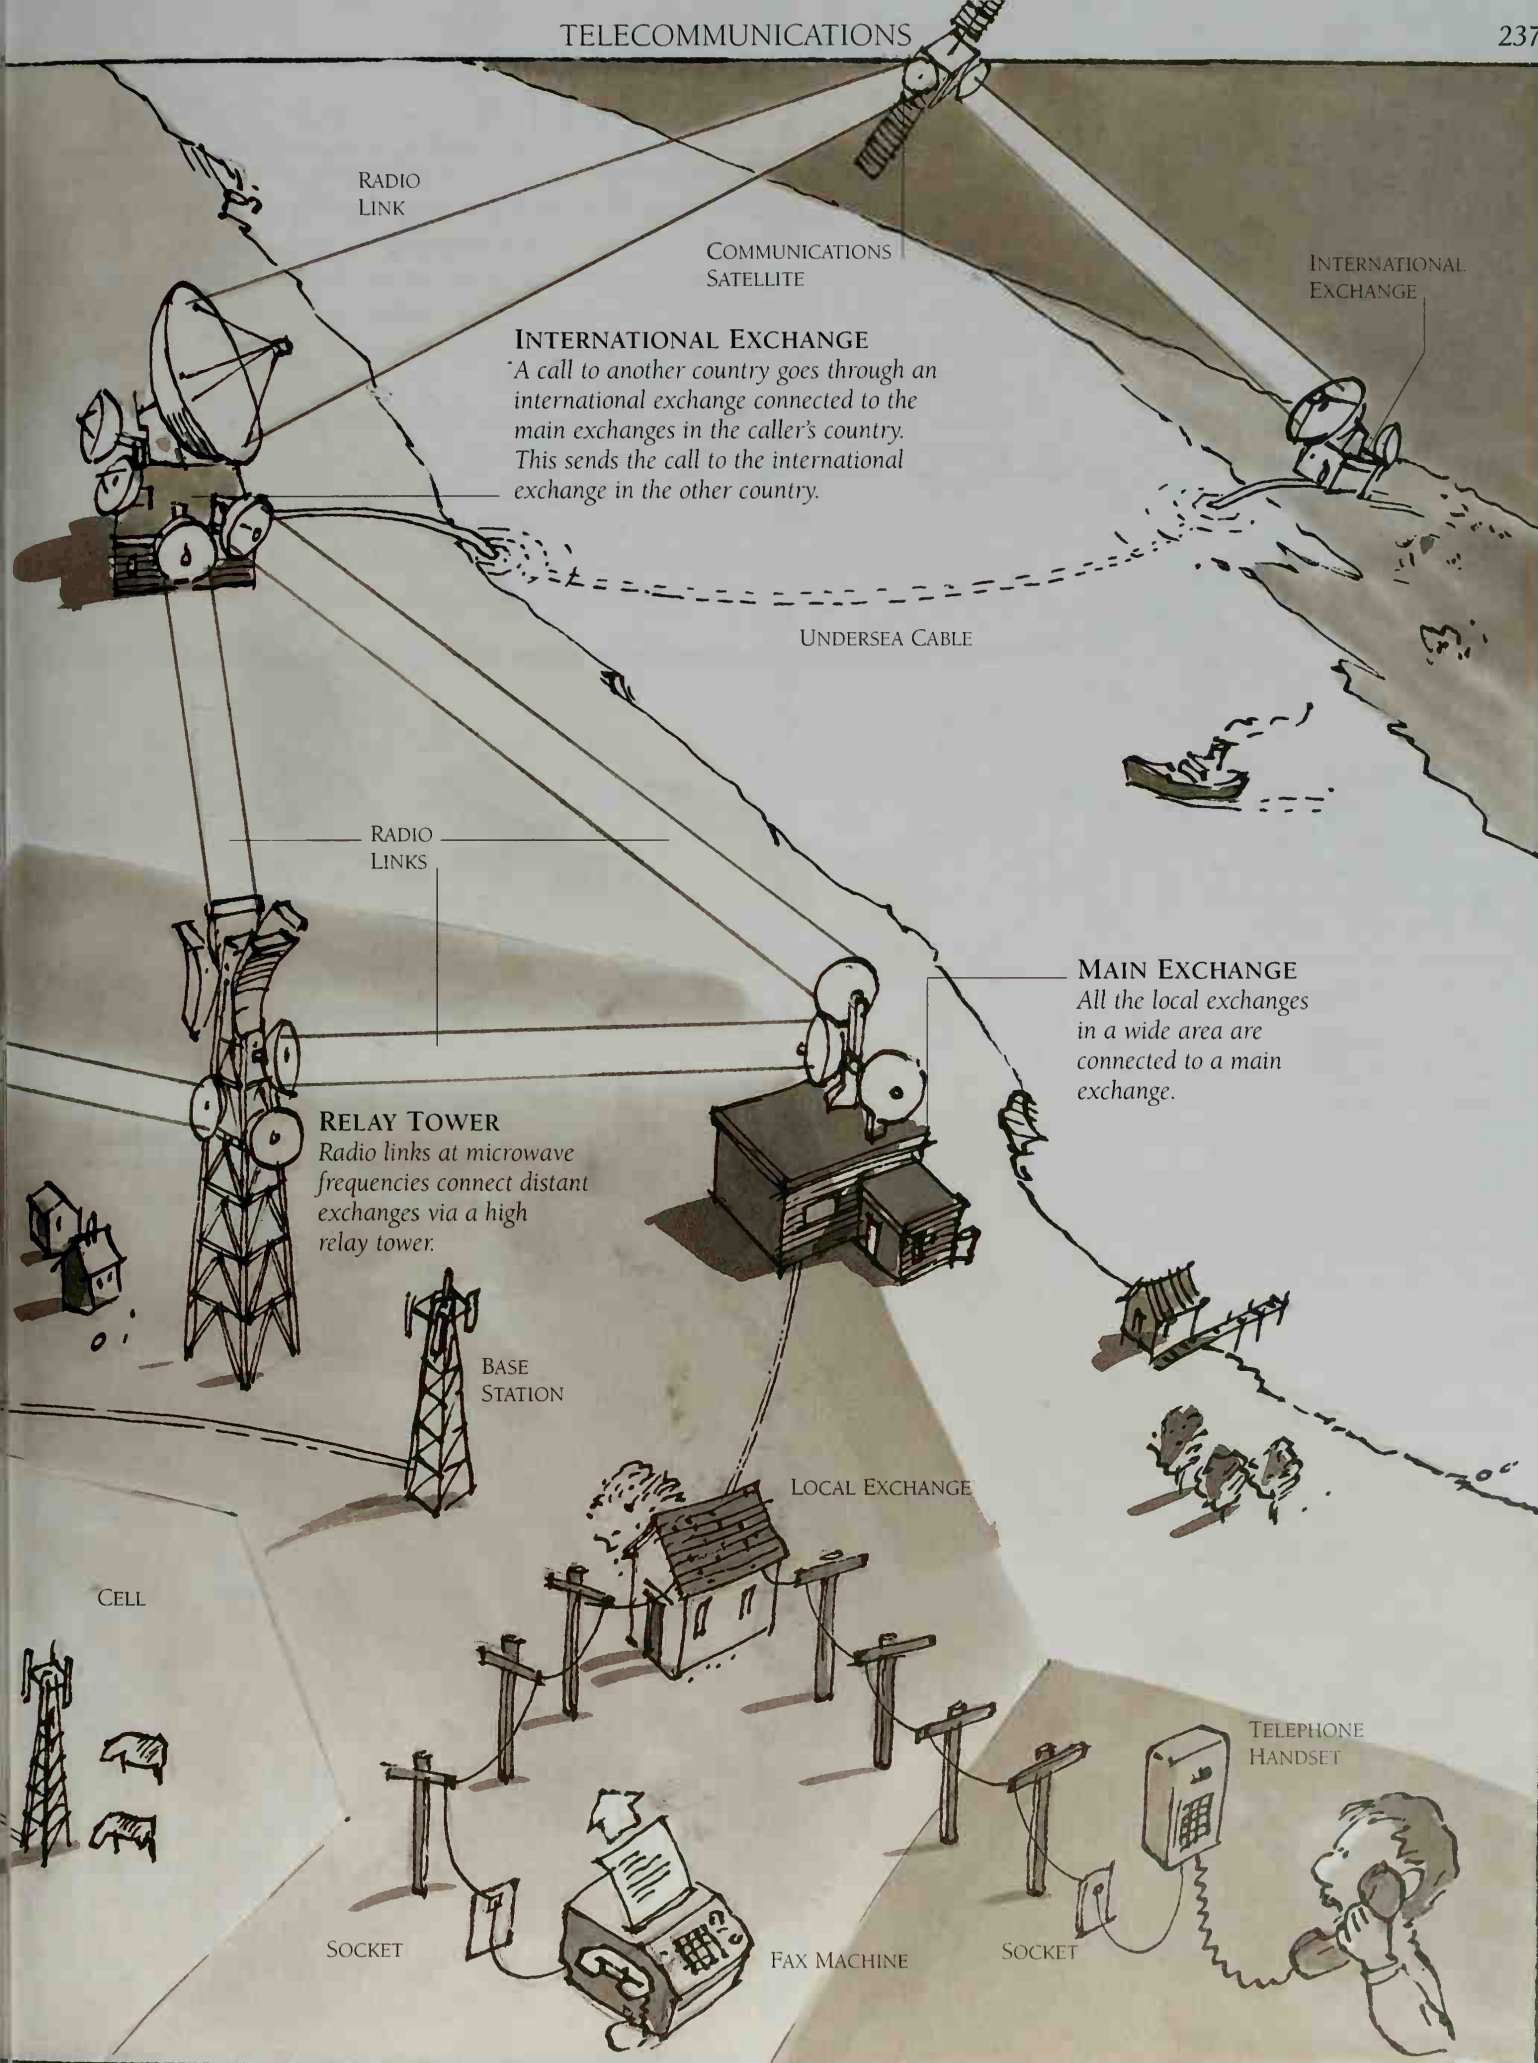 TELECOMMUNICATIONS
237
RADIO
LINK
COMMUNICATIONS
SATELLITE
INTERNATIONAL
EXCHANGE
INTERNATIONAL EXCHANGE
A call to another country goes through an
international exchange connected to the
main exchanges in the caller's country.
This sends the call to the international
exchange in the other country.
UNDERSEA CABLE
RADIO
LINKS
MAIN EXCHANGE
All the local exchanges
in a wide area are
connected to a main
exchange.
RELAY TOWER
Radio links at microwave
frequencies connect distant
exchanges via a high
relay tower.
BASE
STATION
LOCAL EXCHANGE
CELL
TELEPHONE
HANDSET
SOCKET
FAX MACHINE
SOCKET